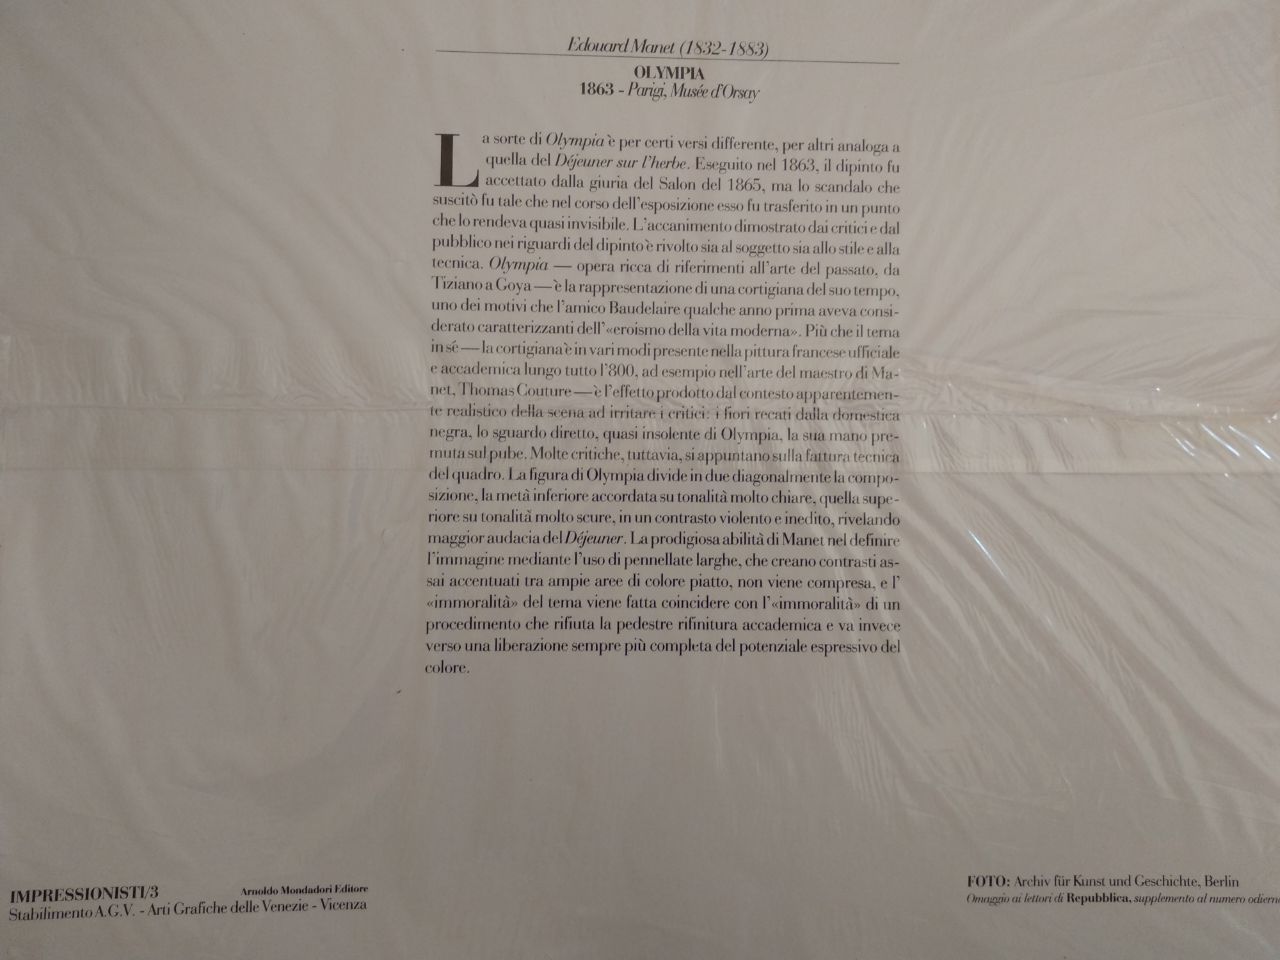 Edouard Manet (1832-1883)
OLYMPIA
1863 - Parigi, Musée d'Orsay
La sorte di Olympia è per certi versi differente, per altri analoga a
quella del Déjeuner sur l'herbe. Eseguito nel 1863, il dipinto fu
accettato dalla giuria del Salon del 1865, ma lo scandalo che
suscitò fu tale che nel corso dell'esposizione esso fu trasferito in un punto
che lo rendeva quasi invisibile. L'accanimento dimostrato dai critici e dal
pubblico nei riguardi del dipinto è rivolto sia al soggetto sia allo stile e alla
tecnica. Olympia — opera ricca di riferimenti all'arte del passato, da
Tiziano a Goya — è la rappresentazione di una cortigiana del suo tempo,
uno dei motivi che l'amico Baudelaire qualche anno prima aveva consi-
derato caratterizzanti dell'«eroismo della vita moderna». Più che il tema
in sé — la cortigiana è in vari modi presente nella pittura francese ufficiale
e accademica lungo tutto l'800, ad esempio nell'arte del maestro di Ma-
net, Thomas Couture — è l'effetto prodotto dal contesto apparentemen-
te realistico della scena ad irritare i critici: i fiori recati dalla domestica
negra, lo sguardo diretto, quasi insolente di Olympia, la sua mano pre-
muta sul pube. Molte critiche, tuttavia, si appuntano sulla fattura tecnica
del quadro. La figura di Olympia divide in due diagonalmente la compo-
sizione, la metà inferiore accordata su tonalità molto chiare, quella supe-
riore su tonalità molto scure, in un contrasto violento e inedito, rivelando
maggior audacia del Déjeuner. La prodigiosa abilità di Manet nel definire
l'immagine mediante l'uso di pennellate larghe, che creano contrasti as-
sai accentuati tra ampie aree di colore piatto, non viene compresa, e l'
«immoralità» del tema viene fatta coincidere con l'«immoralità» di un
procedimento che rifiuta la pedestre rifinitura accademica e va invece
verso una liberazione sempre più completa del potenziale espressivo del
colore.
IMPRESSIONISTI/3 Arnoldo Mondadori Editore
Stabilimento A.G.V. - Arti Grafiche delle Venezie - Vicenza
FOTO: Archiv für Kunst und Geschichte, Berlin
Omaggio ai lettori di Repubblica, supplemento al numero odierno